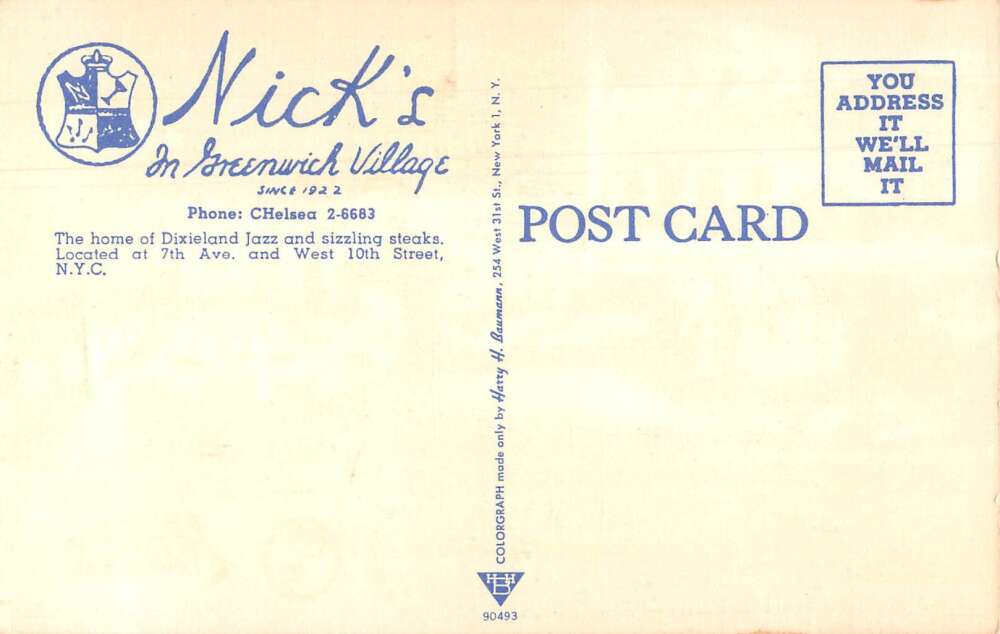 Nick's
In Greenwich Village
SINCE 1922
Phone: CHelsea 2-6683
The home of Dixieland Jazz and sizzling steaks.
Located at 7th Ave. and West 10th Street,
N.Y.C.
COLORGRAPH made only by Harry H. Baumann, 254 West 31st St., New York 1, N. Y.
HBH
90493
POST CARD
YOU
ADDRESS
IT
WE'LL
MAIL
IT